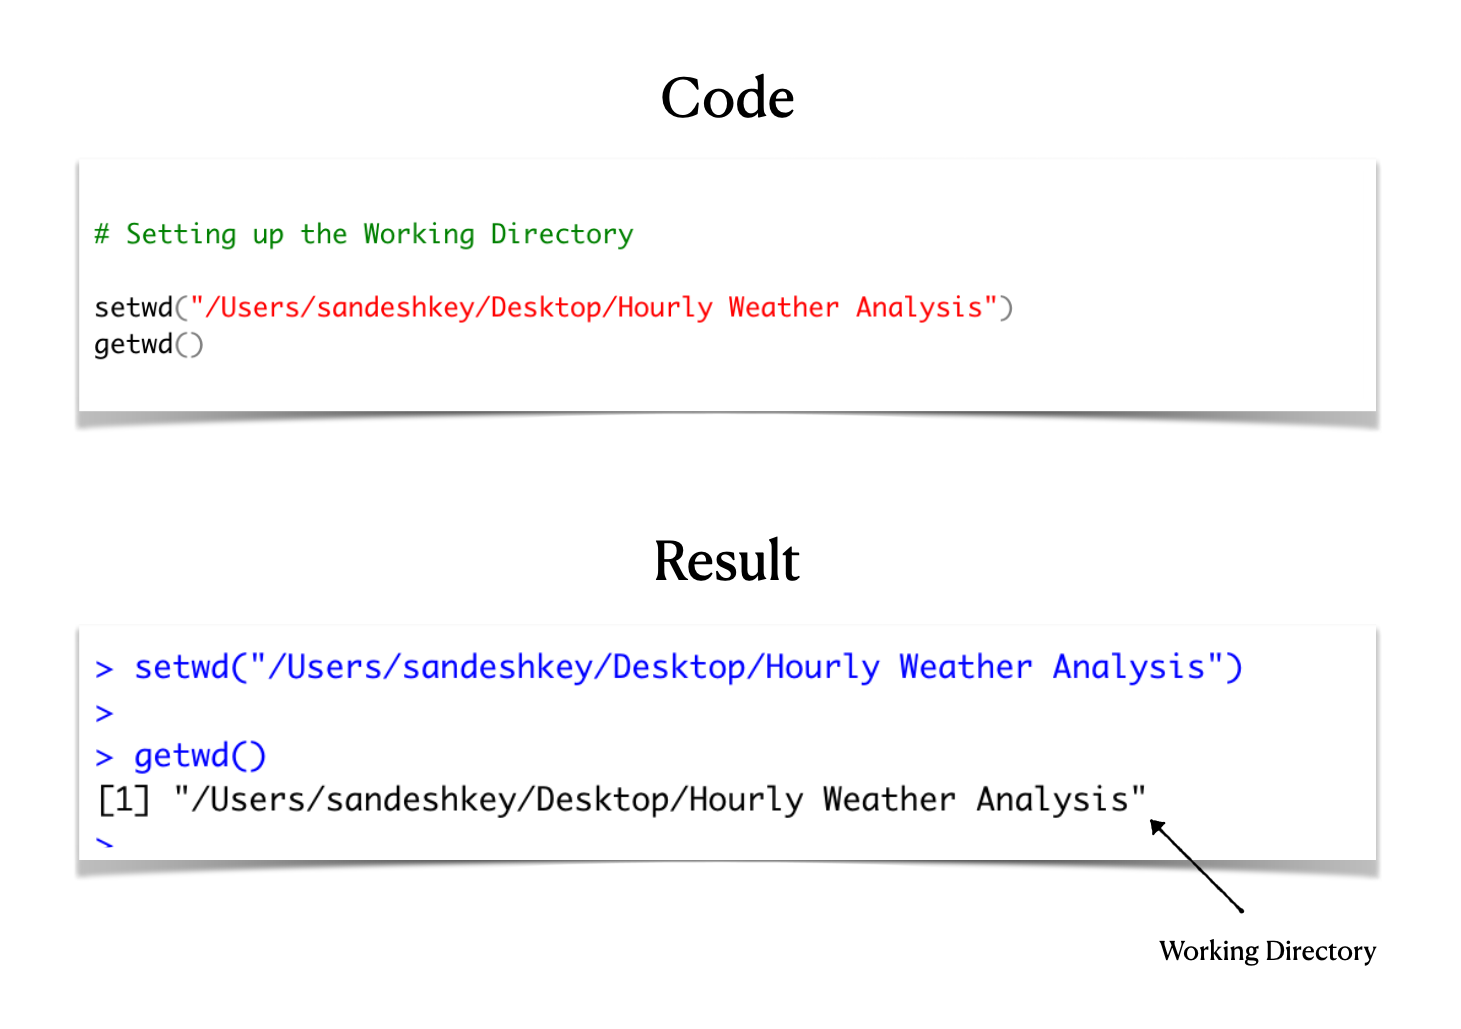 Code
# Setting up the Working Directory
setwd("/Users/sandeshkey/Desktop/Hourly Weather Analysis")
getwd()
Result
> setwd("/Users/sandeshkey/Desktop/Hourly Weather Analysis")
>
> getwd()
[1] "/Users/sandeshkey/Desktop/Hourly Weather Analysis"
>
Working Directory